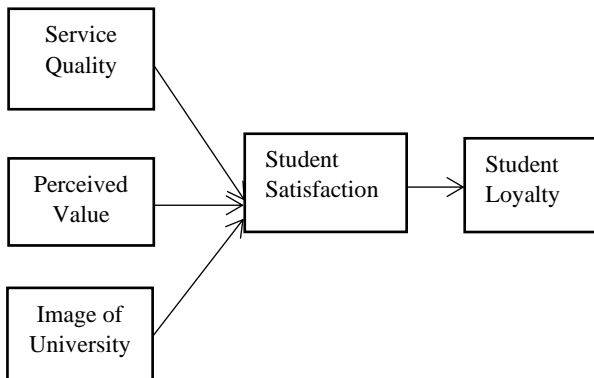 Service
Quality
Perceived
Value
Image of
University
Student
Satisfaction
Student
Loyalty